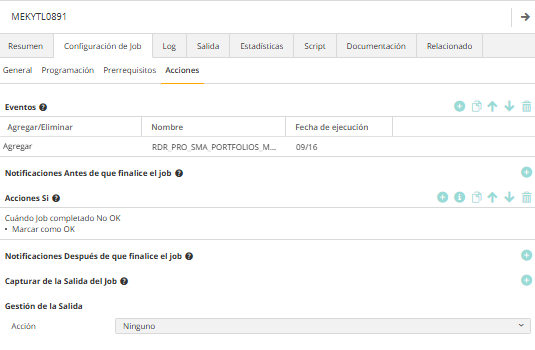 MEKYTL0891
Resumen Configuración de Job Log Salida Estadísticas Script Documentación Relacionado
General Programación Prerrequisitos Acciones
Eventos
Agregar/Eliminar Nombre Fecha de ejecución
Agregar RDR_PRO_SMA_PORTFOLIOS_M... 09/16
Notificaciones Antes de que finalice el job
Acciones Si
Cuándo Job completado No OK
• Marcar como OK
Notificaciones Después de que finalice el job
Capturar de la Salida del Job
Gestión de la Salida
Acción Ninguno